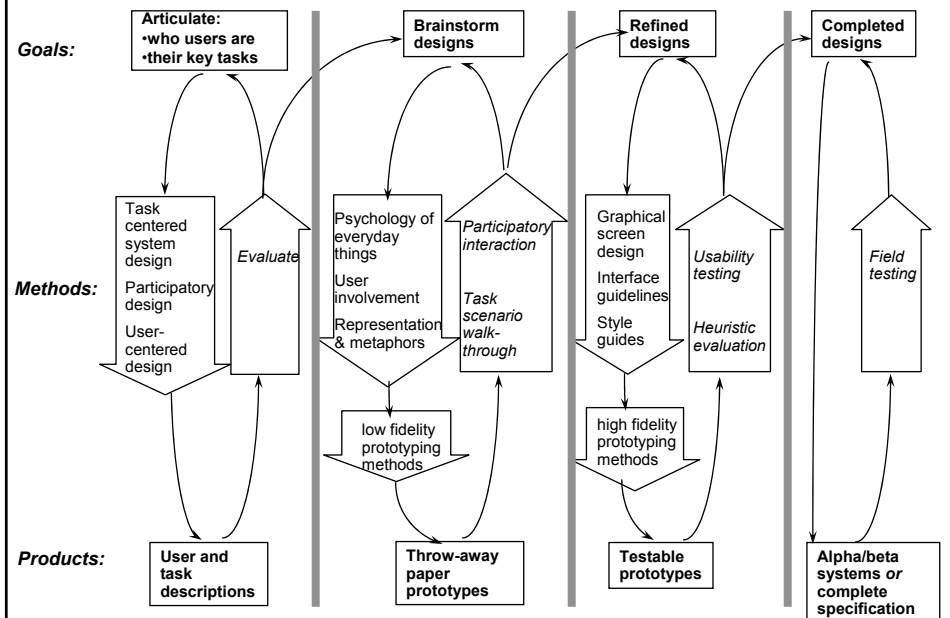 Goals:
Articulate:
•who users are
•their key tasks
Brainstorm
designs
Refined
designs
Completed
designs
Methods:
Task
centered
system
design
Participatory
design
User-
centered
design
Evaluate
Psychology of
everyday
things
User
involvement
Representation
& metaphors
low fidelity
prototyping
methods
Participatory
interaction
Task
scenario
walk-
through
Graphical
screen
design
Interface
guidelines
Style
guides
high fidelity
prototyping
methods
Usability
testing
Heuristic
evaluation
Field
testing
Products:
User and
task
descriptions
Throw-away
paper
prototypes
Testable
prototypes
Alpha/beta
systems or
complete
specification